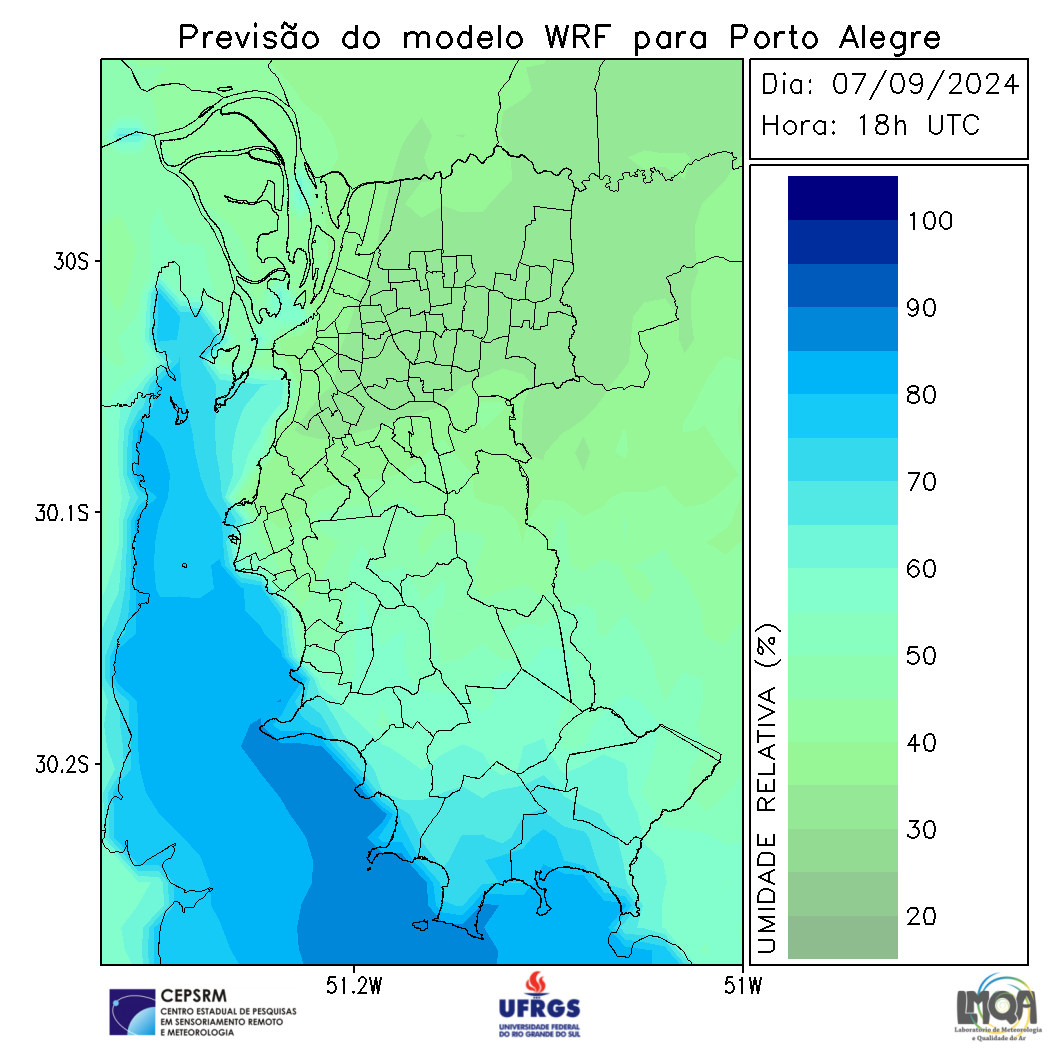 Previsão do modelo WRF para Porto Alegre
Dia: 07/09/2024
Hora: 18h UTC
30S
30.1S
30.2S
51.2W
51W
100
90
80
70
60
50
40
30
20
UMIDADE RELATIVA (%)
CEPSRM
CENTRO ESTADUAL DE PESQUISAS
EM SENSORIAMENTO REMOTO
E METEOROLOGIA
UFRGS
UNIVERSIDADE FEDERAL
DO RIO GRANDE DO SUL
LMQA
Laboratório de Meteorologia
e Qualidade do Ar